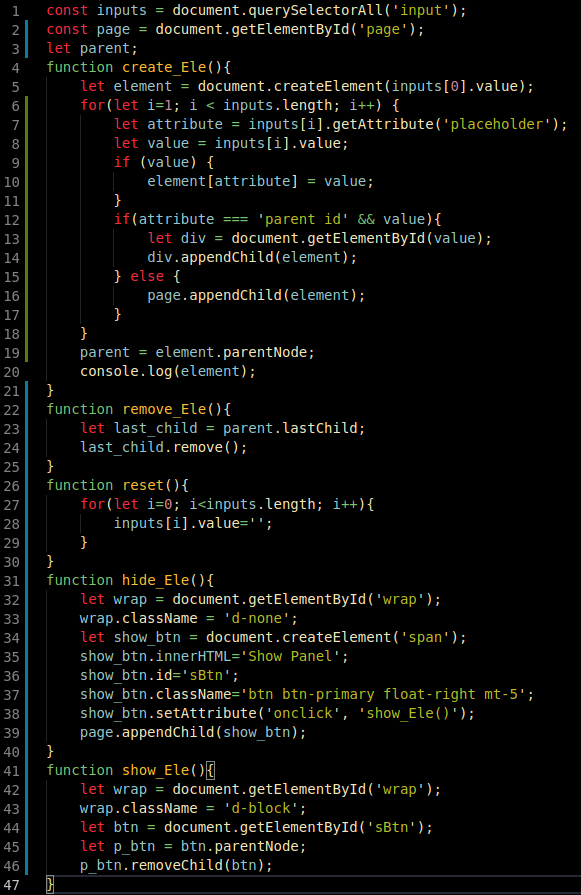 1 const inputs = document.querySelectorAll('input');
2 const page = document.getElementById('page');
3 let parent;
4 function create_Ele(){
5     let element = document.createElement(inputs[0].value);
6     for(let i=1; i < inputs.length; i++) {
7         let attribute = inputs[i].getAttribute('placeholder');
8         let value = inputs[i].value;
9         if (value) {
10             element[attribute] = value;
11         }
12         if(attribute === 'parent id' && value){
13             let div = document.getElementById(value);
14             div.appendChild(element);
15         } else {
16             page.appendChild(element);
17         }
18     }
19     parent = element.parentNode;
20     console.log(element);
21 }
22 function remove_Ele(){
23     let last_child = parent.lastChild;
24     last_child.remove();
25 }
26 function reset(){
27     for(let i=0; i<inputs.length; i++){
28         inputs[i].value='';
29     }
30 }
31 function hide_Ele(){
32     let wrap = document.getElementById('wrap');
33     wrap.className = 'd-none';
34     let show_btn = document.createElement('span');
35     show_btn.innerHTML='Show Panel';
36     show_btn.id='sBtn';
37     show_btn.className='btn btn-primary float-right mt-5';
38     show_btn.setAttribute('onclick', 'show_Ele()');
39     page.appendChild(show_btn);
40 }
41 function show_Ele(){
42     let wrap = document.getElementById('wrap');
43     wrap.className = 'd-block';
44     let btn = document.getElementById('sBtn');
45     let p_btn = btn.parentNode;
46     p_btn.removeChild(btn);
47 }